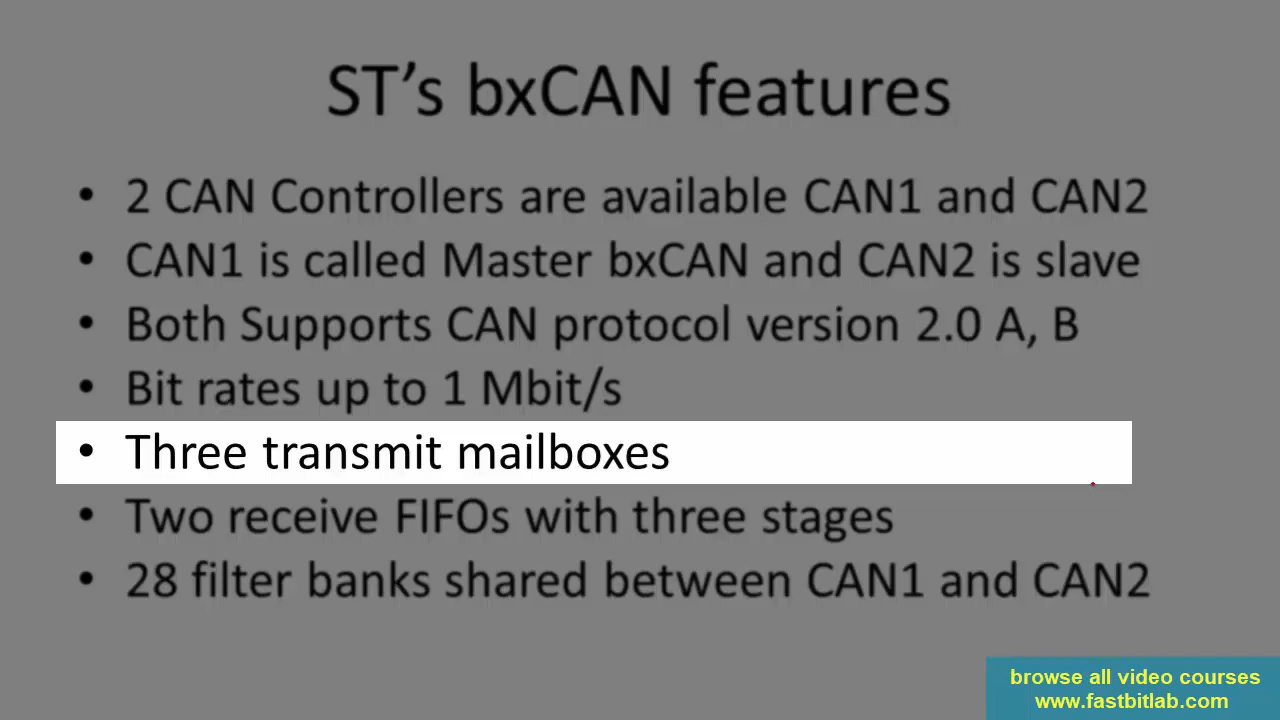 ST’s bxCAN features
• 2 CAN Controllers are available CAN1 and CAN2
• CAN1 is called Master bxCAN and CAN2 is slave
• Both Supports CAN protocol version 2.0 A, B
• Bit rates up to 1 Mbit/s
• Three transmit mailboxes
• Two receive FIFOs with three stages
• 28 filter banks shared between CAN1 and CAN2
browse all video courses
www.fastbitlab.com